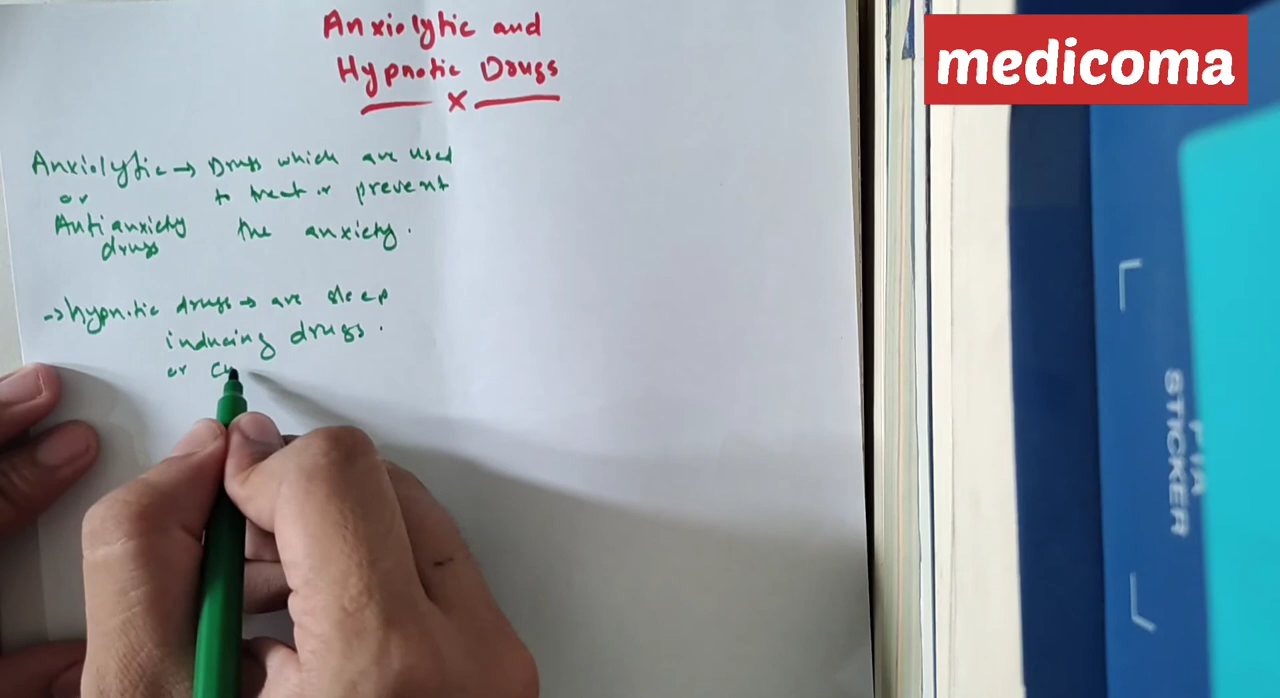 Anxiolytic and
Hypnotic Drugs
x
medicoma
Anxiolytic → Drugs which are used
or to treat or prevent
Antianxiety the anxiety.
drugs
→ hypnotic drugs → are sleep
inducing drugs.
or
STICKER